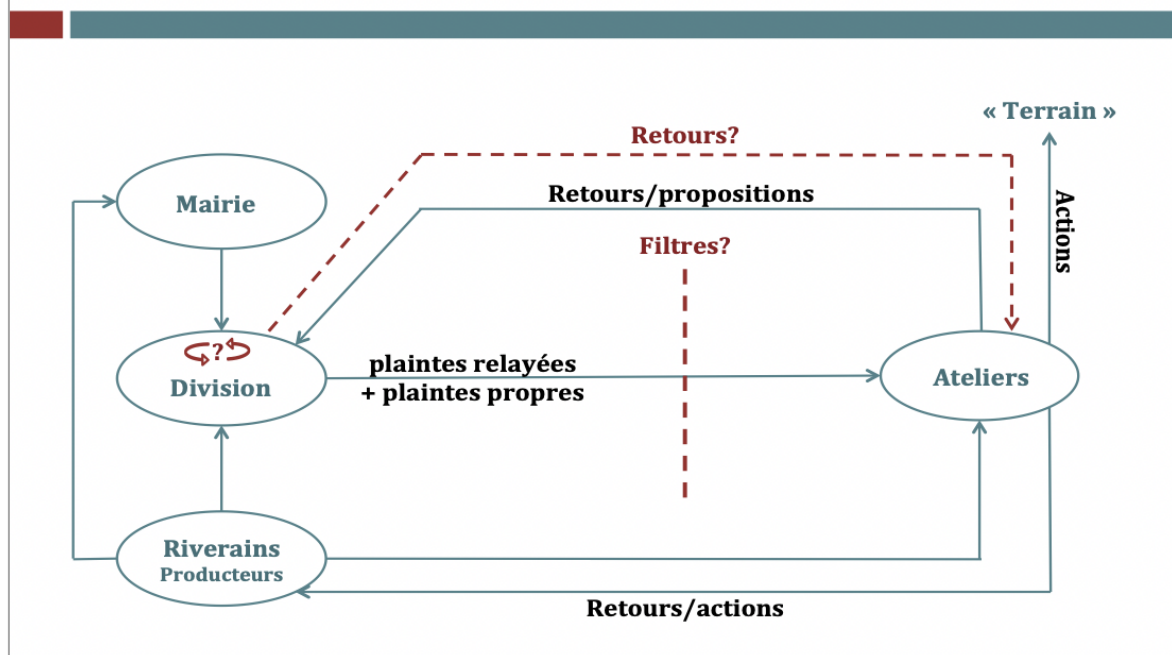 « Terrain »
Retours?
Retours/propositions
Mairie
Actions
Filtres?
?
Division
plaintes relayées
+ plaintes propres
Ateliers
Riverains
Producteurs
Retours/actions